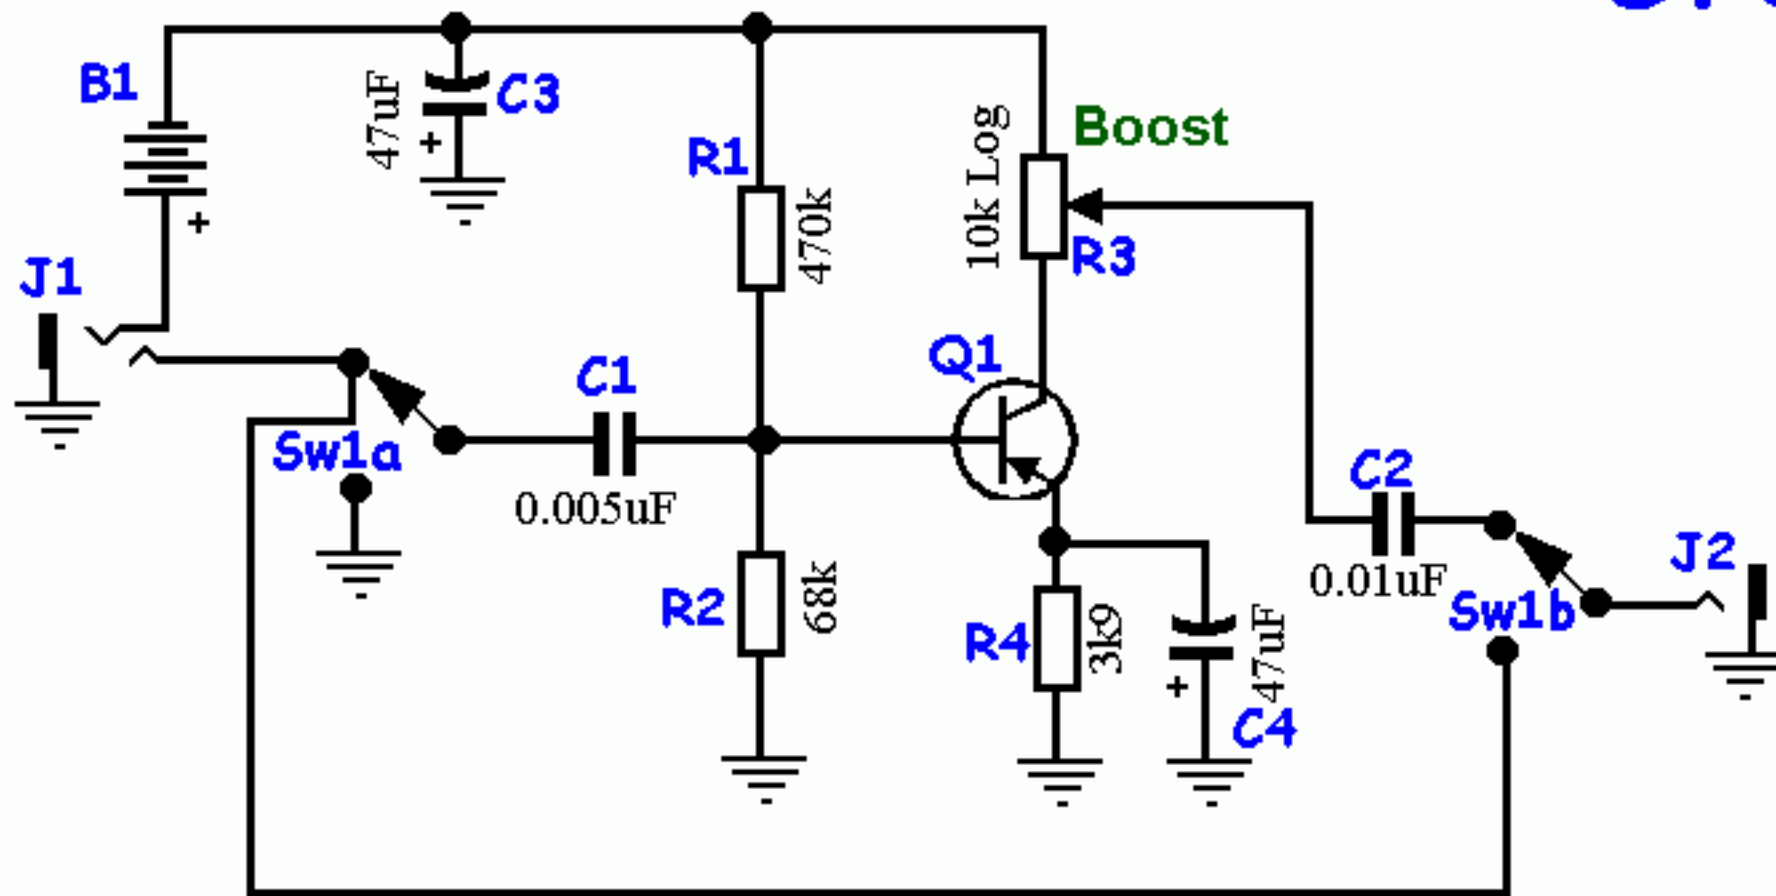 B1
47uF
+
C3
R1
470k
10k Log
Boost
R3
+
J1
Q1
C1
0.005uF
Sw1a
C2
0.01uF
J2
Sw1b
R2
68k
R4
3k9
+
47uF
C4